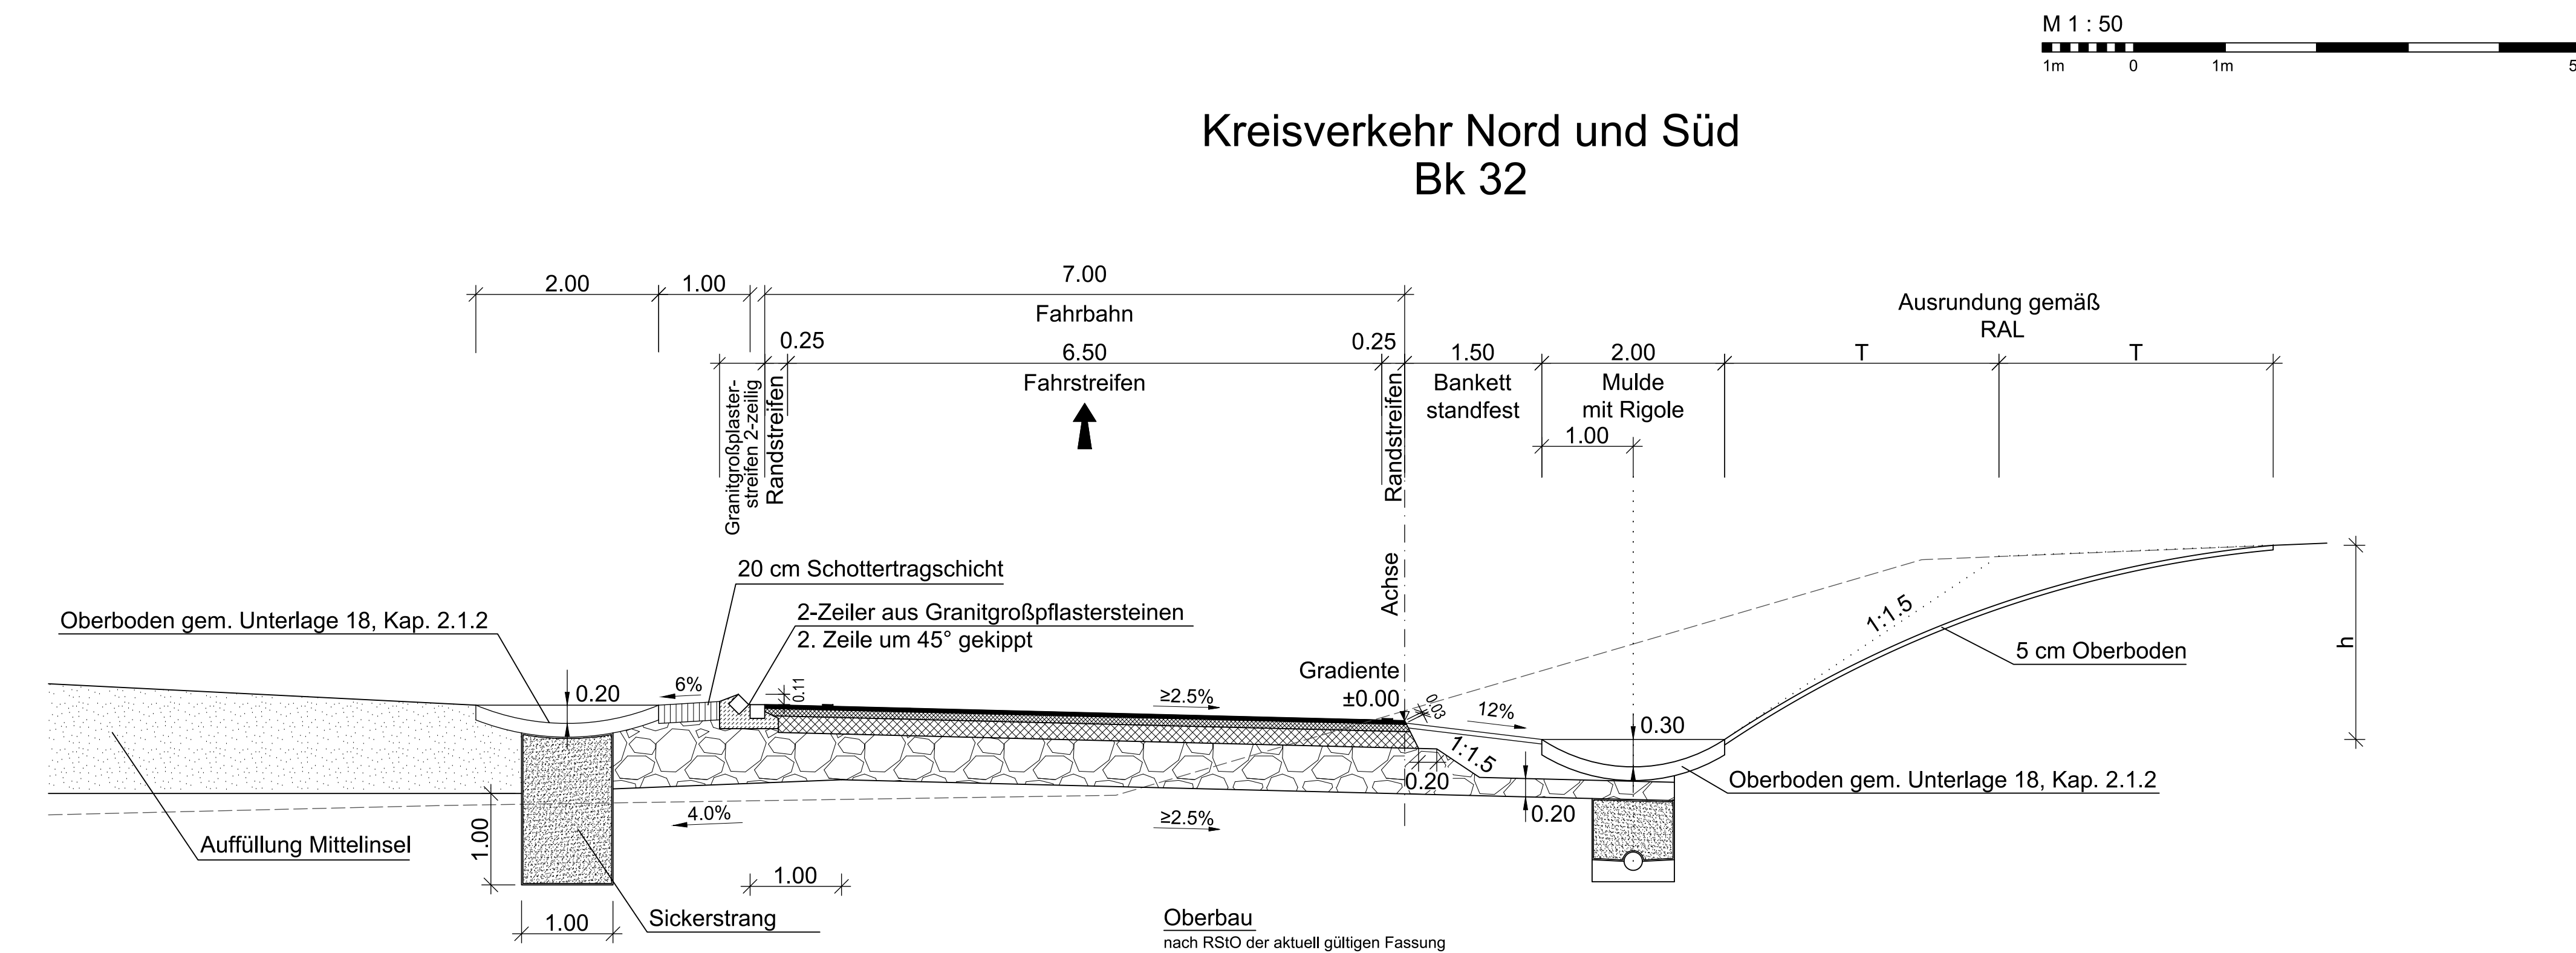 M 1 : 50
1m 0 1m 5
Kreisverkehr Nord und Süd
Bk 32
2.00 1.00 7.00
Fahrbahn
Ausrundung gemäß
RAL
0.25 6.50 0.25 1.50 2.00 T T
Granitgroßplaster-
streifen 2-zeilig
Randstreifen
Fahrstreifen
Randstreifen
Bankett
standfest
Mulde
mit Rigole
1.00
Achse
20 cm Schottertragschicht
Oberboden gem. Unterlage 18, Kap. 2.1.2
2-Zeiler aus Granitgroßpflastersteinen
2. Zeile um 45° gekippt
1:1.5
5 cm Oberboden
h
Gradiente
±0.00
0.20
6%
0.11
≥2.5%
0.03
12%
0.30
1:1.5
0.20
Oberboden gem. Unterlage 18, Kap. 2.1.2
0.20
4.0%
≥2.5%
1.00
Auffüllung Mittelinsel
1.00
1.00
Sickerstrang
Oberbau
nach RStO der aktuell gültigen Fassung